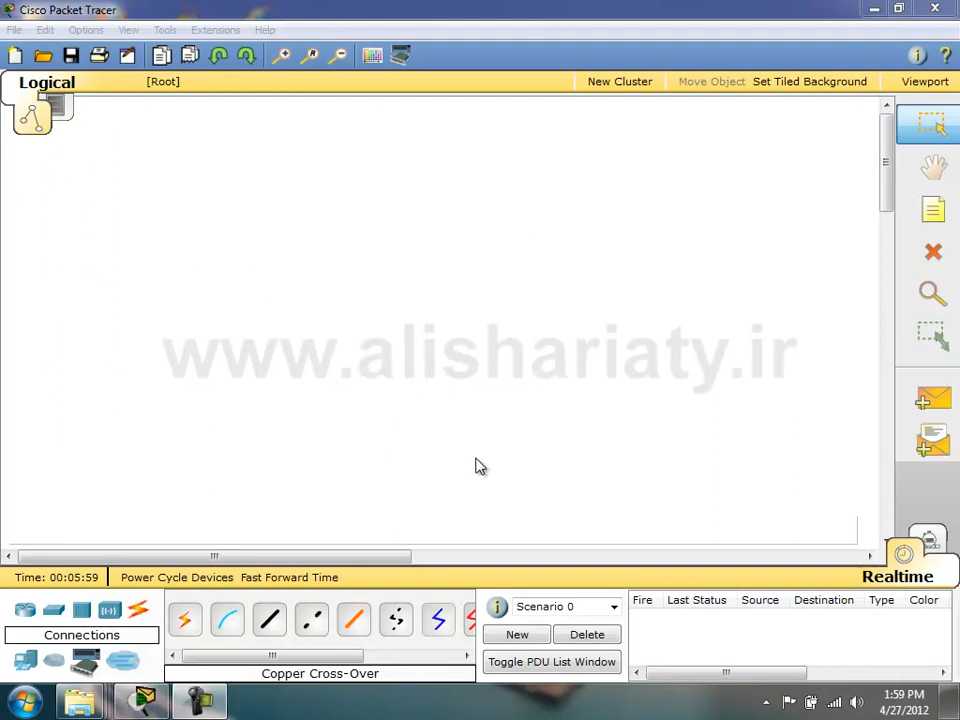 Cisco Packet Tracer
File Edit Options View Tools Extensions Help
Logical [Root] New Cluster Move Object Set Tiled Background Viewport
www.alishariaty.ir
Time: 00:05:59 Power Cycle Devices Fast Forward Time Realtime
Scenario 0
Fire Last Status Source Destination Type Color
Connections
New Delete
Toggle PDU List Window
Copper Cross-Over
1:59 PM
4/27/2012